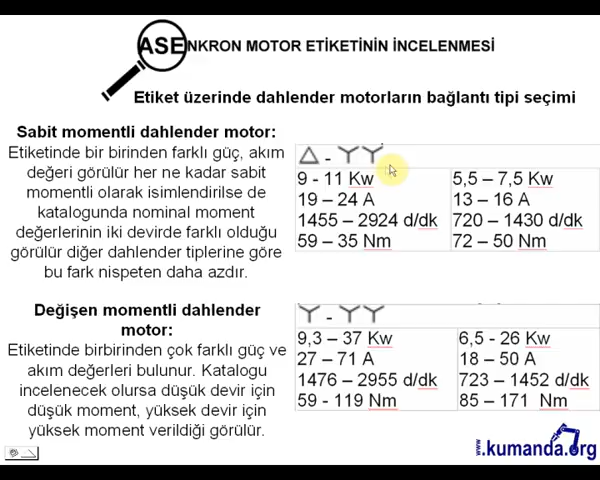 ASENKRON MOTOR ETİKETİNİN İNCELENMESİ
Etiket üzerinde dahlender motorların bağlantı tipi seçimi
Sabit momentli dahlender motor:
Etiketinde bir birinden farklı güç, akım
değeri görülür her ne kadar sabit
momentli olarak isimlendirilse de
katalogunda nominal moment
değerlerinin iki devirde farklı olduğu
görülür diğer dahlender tiplerine göre
bu fark nispeten daha azdır.
9 - 11 Kw 5,5 – 7,5 Kw
19 – 24 A 13 – 16 A
1455 – 2924 d/dk 720 – 1430 d/dk
59 – 35 Nm 72 – 50 Nm
Değişen momentli dahlender
motor:
Etiketinde birbirinden çok farklı güç ve
akım değerleri bulunur. Katalogu
incelenecek olursa düşük devir için
düşük moment, yüksek devir için
yüksek moment verildiği görülür.
9,3 – 37 Kw 6,5 - 26 Kw
27 – 71 A 18 – 50 A
1476 – 2955 d/dk 723 – 1452 d/dk
59 - 119 Nm 85 – 171 Nm
www.kumanda.org